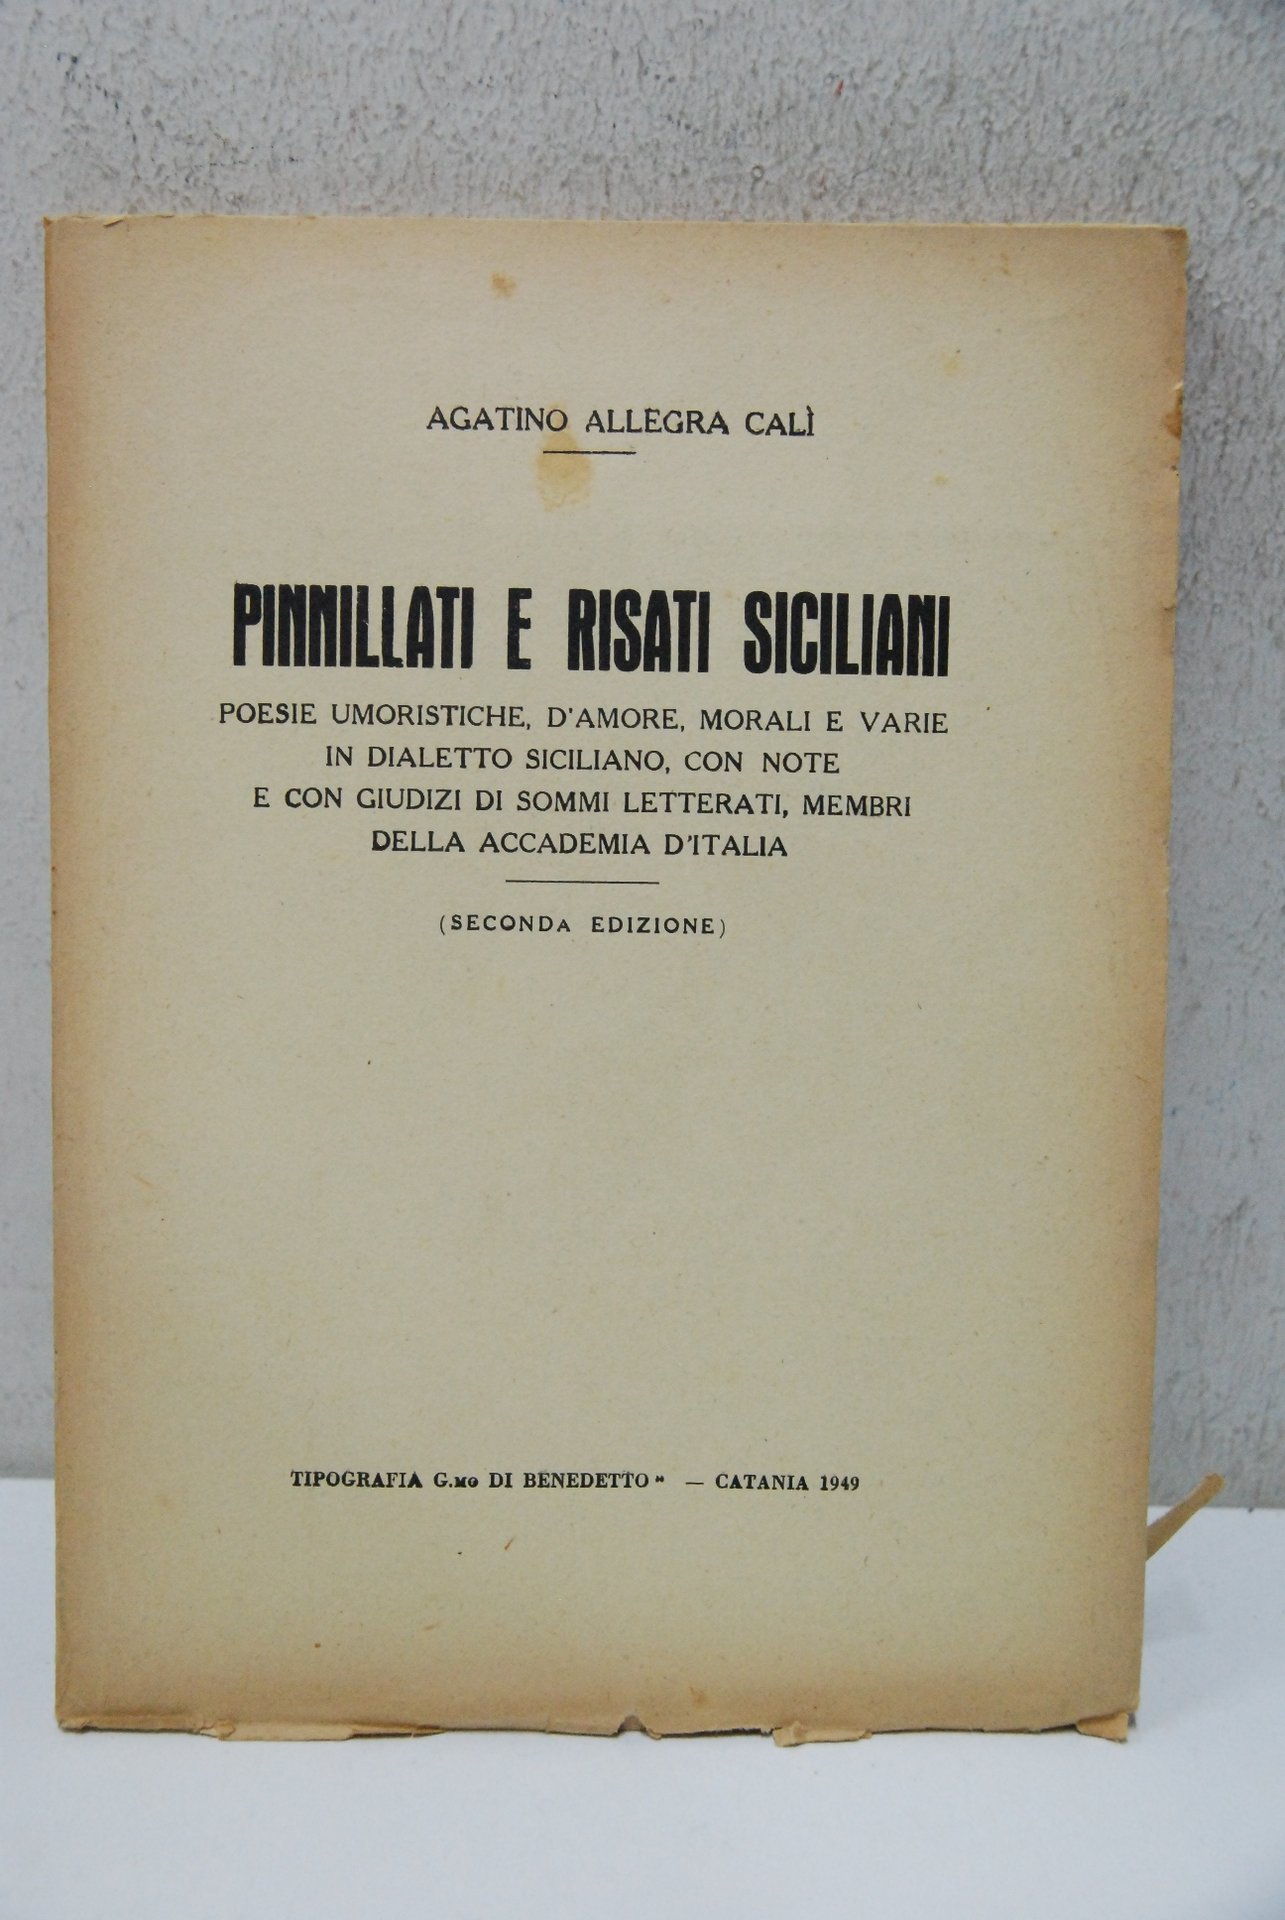 AGATINO ALLEGRA CALÌ
PINNILLATI E RISATI SICILIANI
POESIE UMORISTICHE, D'AMORE, MORALI E VARIE
IN DIALETTO SICILIANO, CON NOTE
E CON GIUDIZI DI SOMMI LETTERATI, MEMBRI
DELLA ACCADEMIA D'ITALIA
(SECONDA EDIZIONE)
TIPOGRAFIA G.MO DI BENEDETTO" — CATANIA 1949